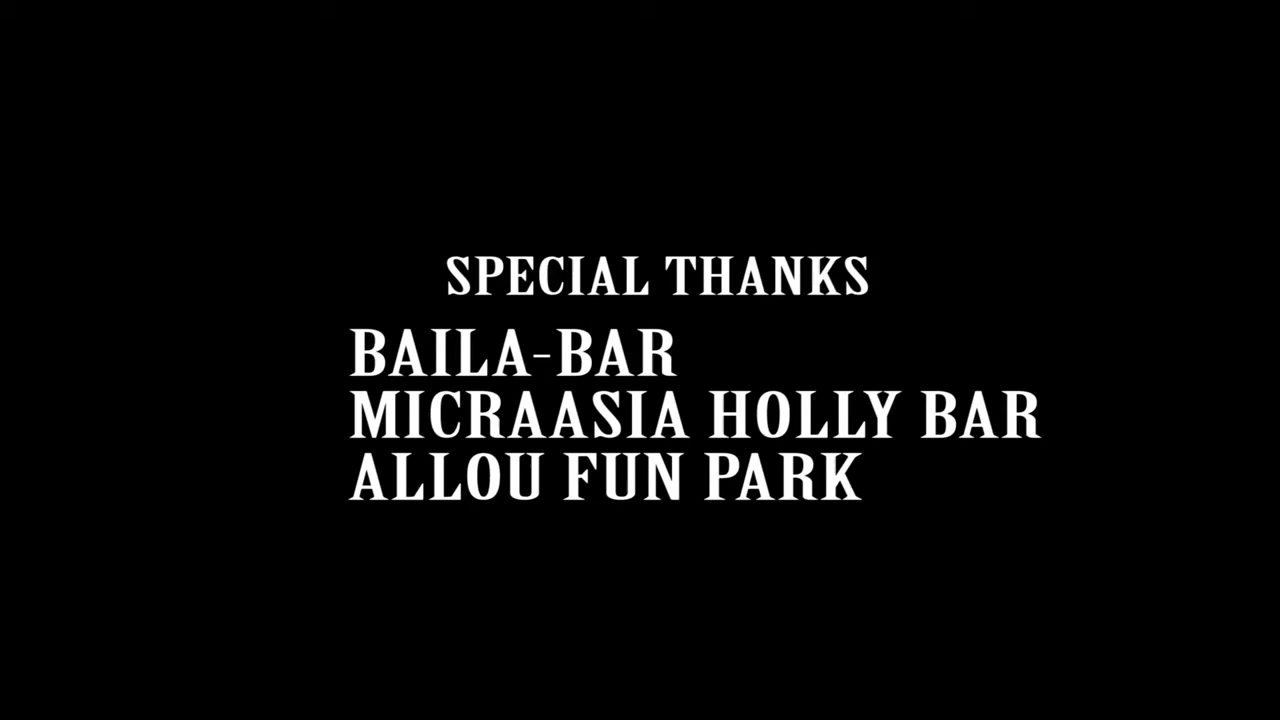 SPECIAL THANKS
BAILA-BAR
MICRAASIA HOLLY BAR
ALLOU FUN PARK